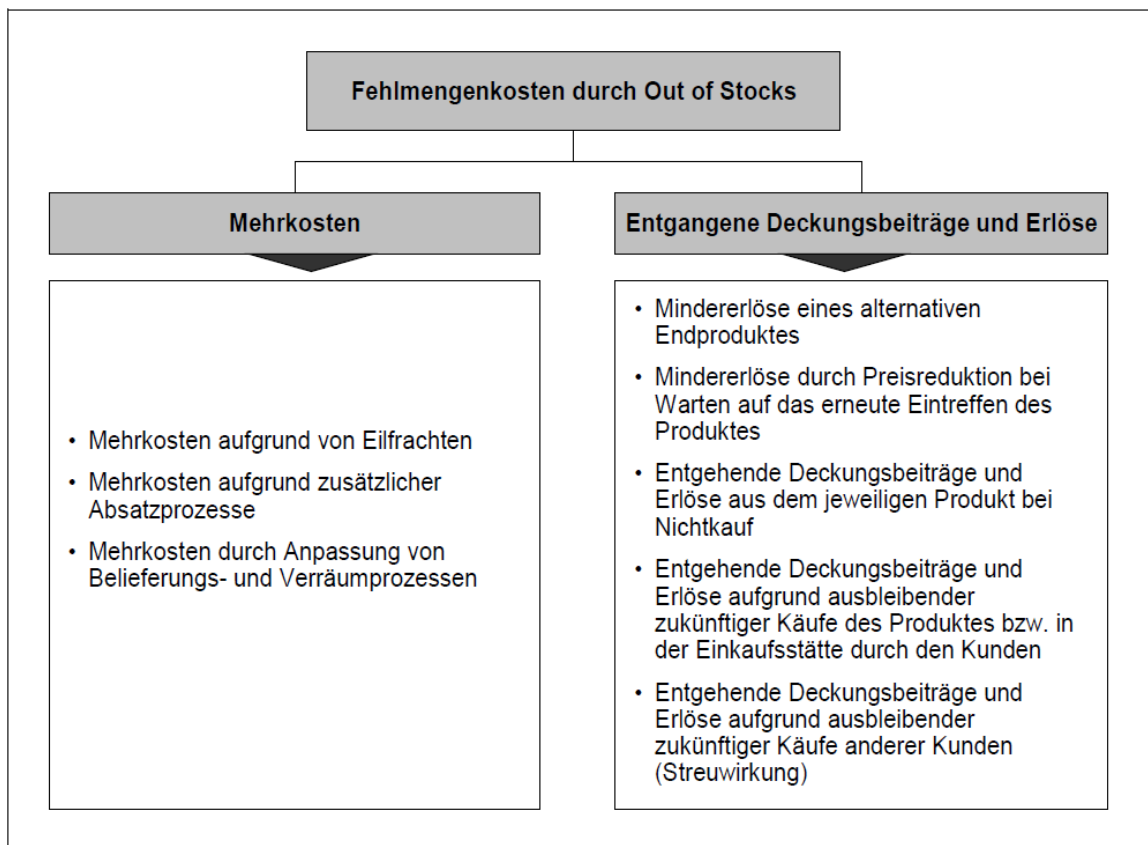 Fehlmengenkosten durch Out of Stocks
Mehrkosten
• Mehrkosten aufgrund von Eilfrachten
• Mehrkosten aufgrund zusätzlicher
Absatzprozesse
• Mehrkosten durch Anpassung von
Belieferungs- und Verräumprozessen
Entgangene Deckungsbeiträge und Erlöse
• Mindererlöse eines alternativen
Endproduktes
• Mindererlöse durch Preisreduktion bei
Warten auf das erneute Eintreffen des
Produktes
• Entgehende Deckungsbeiträge und
Erlöse aus dem jeweiligen Produkt bei
Nichtkauf
• Entgehende Deckungsbeiträge und
Erlöse aufgrund ausbleibender
zukünftiger Käufe des Produktes bzw. in
der Einkaufsstätte durch den Kunden
• Entgehende Deckungsbeiträge und
Erlöse aufgrund ausbleibender
zukünftiger Käufe anderer Kunden
(Streuwirkung)